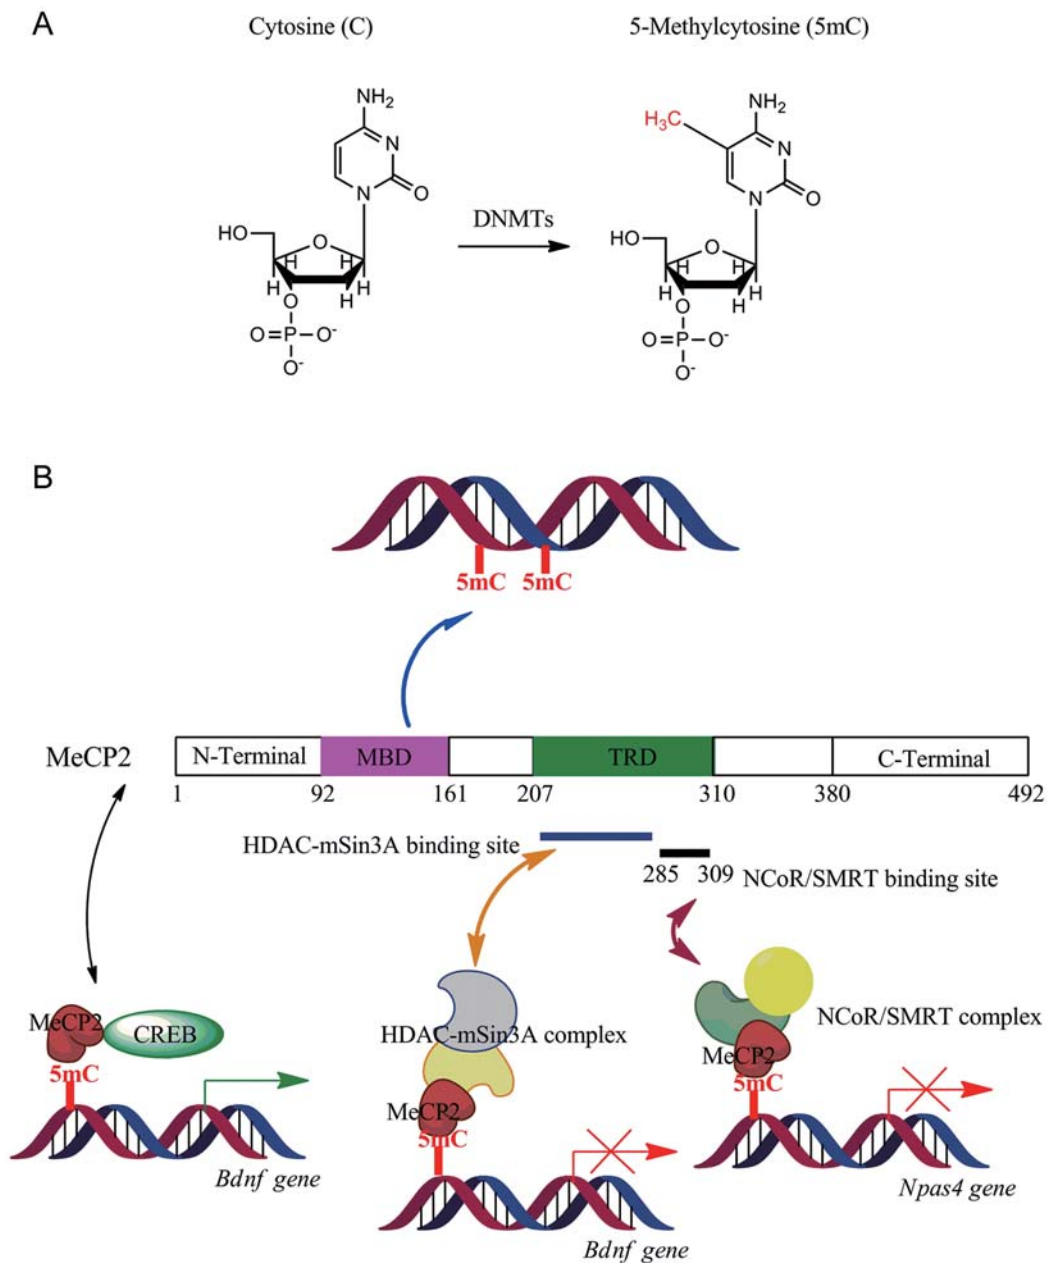 A
Cytosine (C) 5-Methylcytosine (5mC)
NH₂
N
N
O
HO
O
H H
H H
H
O
O=P–O⁻
O⁻
DNMTs
H₃C
NH₂
N
N
O
HO
O
H H
H H
H
O
O=P–O⁻
O⁻
B
5mC 5mC
MeCP2
N-Terminal MBD TRD C-Terminal
1 92 161 207 310 380 492
HDAC-mSin3A binding site
285 309 NCoR/SMRT binding site
MeCP2 CREB
5mC
Bdnf gene
HDAC-mSin3A complex
MeCP2
5mC
Bdnf gene
NCoR/SMRT complex
MeCP2
5mC
Npas4 gene